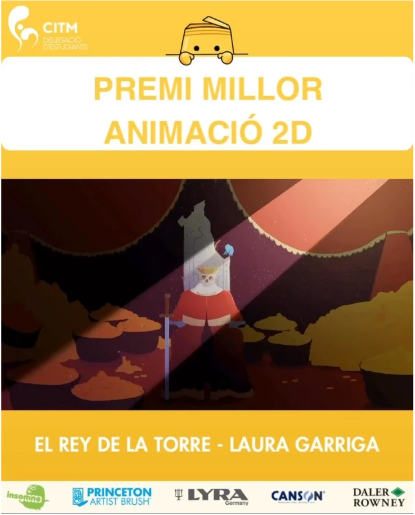 CITM
DELEGACIÓ
D'ESTUDIANTS
PREMI MILLOR
ANIMACIÓ 2D
EL REY DE LA TORRE - LAURA GARRIGA
insomne
PRINCETON
ARTIST BRUSH
LYRA
Germany
CANSON
DALER
ROWNEY